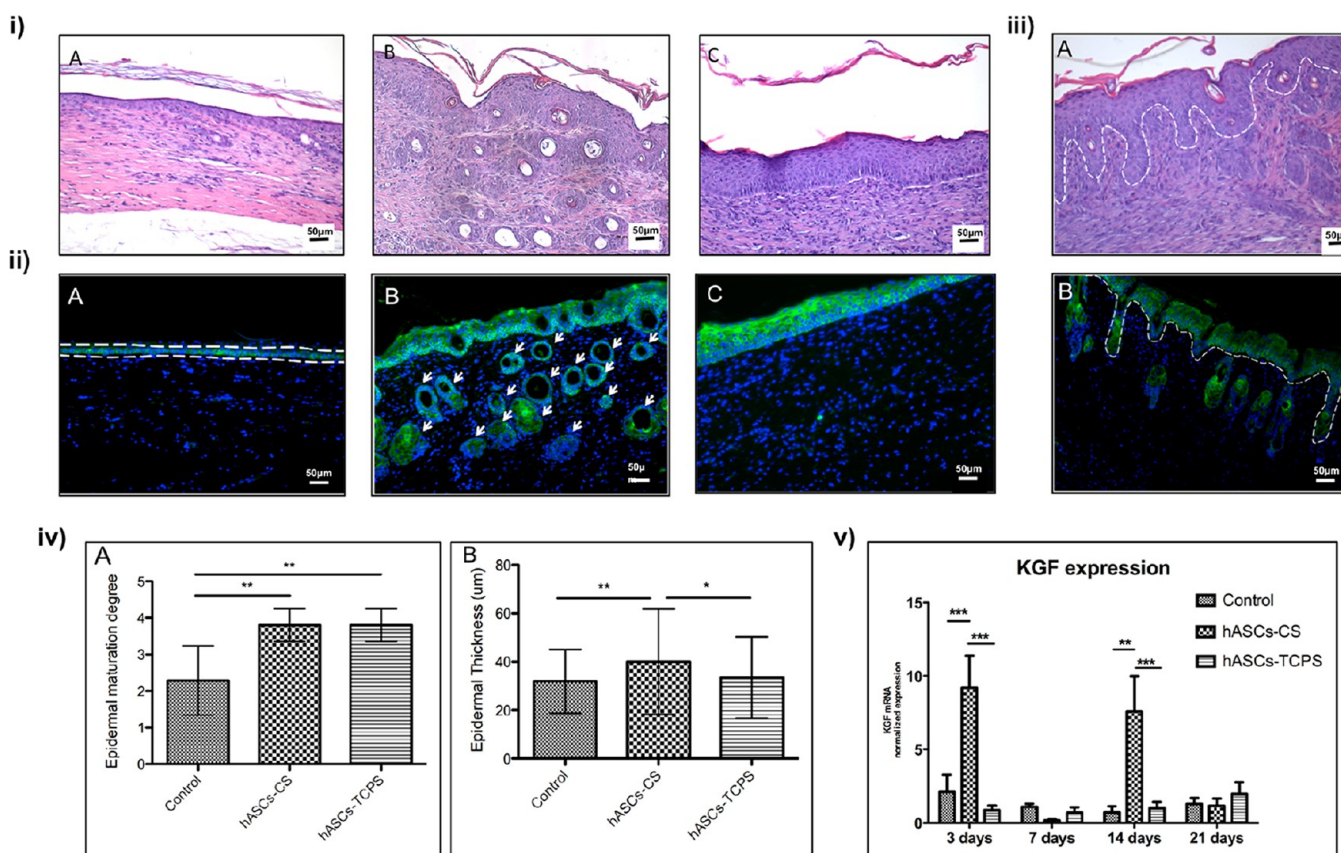 i)
A
50µm
B
50µm
C
50µm
iii)
A
50µm
ii)
A
50µm
B
50µ
m
C
50µm
B
50µm
iv)
A
Epidermal maturation degree
5
4
3
2
1
0
**
**
Control
hASCs-CS
hASCs-TCPS
B
Epidermal Thickness (um)
80
60
40
20
0
**
*
Control
hASCs-CS
hASCs-TCPS
v)
KGF expression
KGF mRNA
normalized expression
15
10
5
0
***
***
**
***
Control
hASCs-CS
hASCs-TCPS
3 days
7 days
14 days
21 days